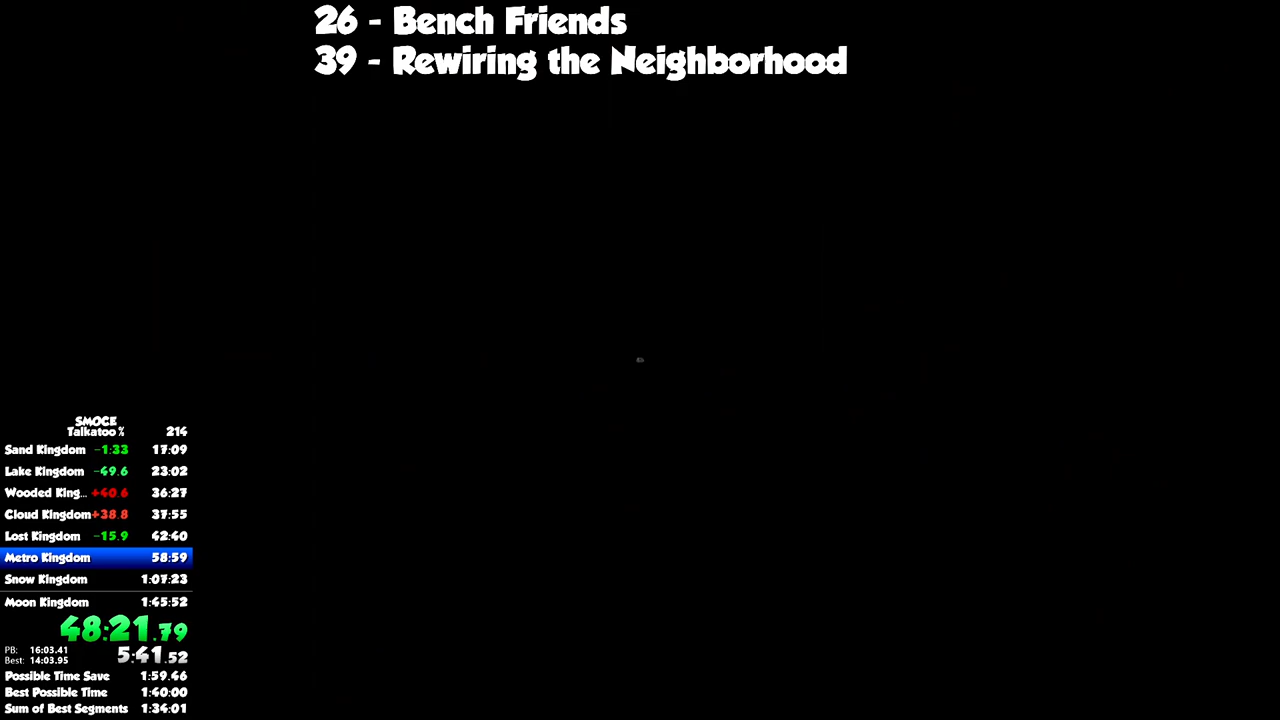 26 - Bench Friends
39 - Rewiring the Neighborhood
SMOCE
Talkatoo% 214
Sand Kingdom -1:33 17:09
Lake Kingdom -49.6 23:02
Wooded King... +40.6 36:27
Cloud Kingdom +38.8 37:55
Lost Kingdom -15.9 42:40
Metro Kingdom 58:59
Snow Kingdom 1:07:23
Moon Kingdom 1:45:52
48:21.79
PB: 16:03.41
Best: 14:03.95
5:41.52
Possible Time Save 1:59.46
Best Possible Time 1:40:00
Sum of Best Segments 1:34:01